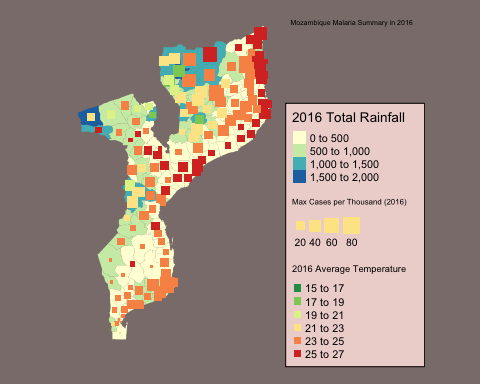 Mozambique Malaria Summary in 2016
2016 Total Rainfall
0 to 500
500 to 1,000
1,000 to 1,500
1,500 to 2,000
Max Cases per Thousand (2016)
20 40 60 80
2016 Average Temperature
15 to 17
17 to 19
19 to 21
21 to 23
23 to 25
25 to 27